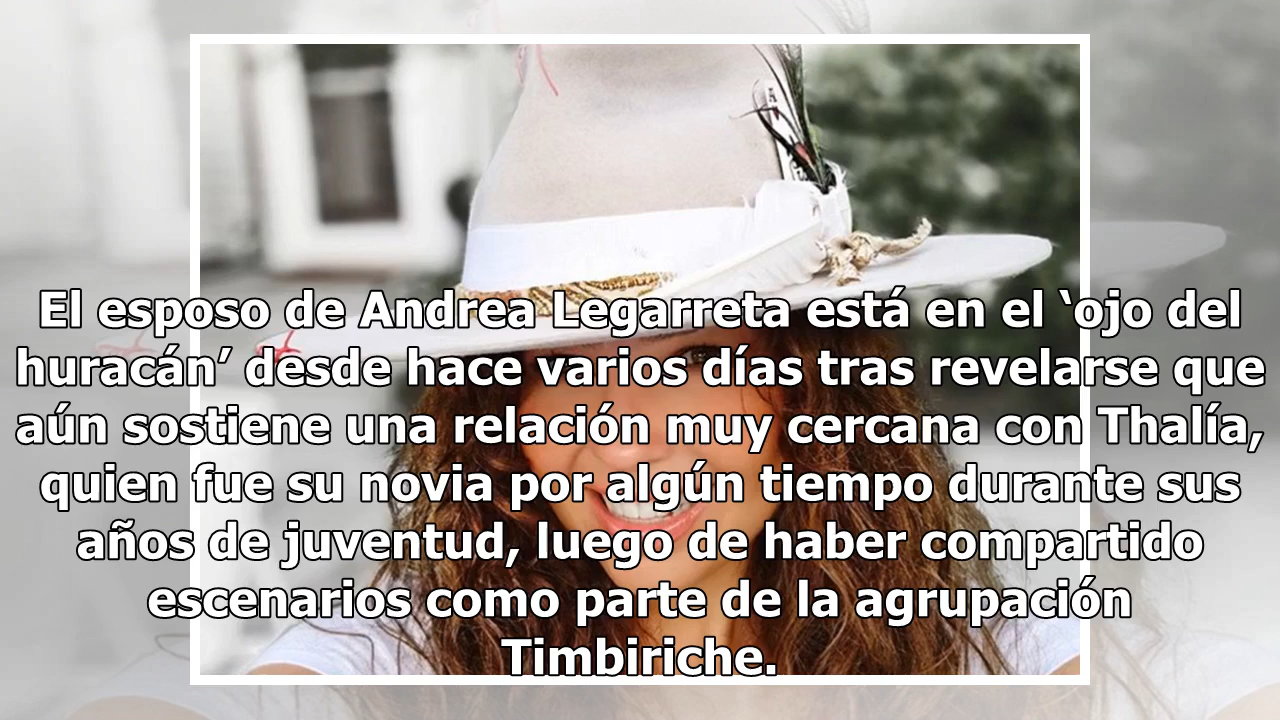 El esposo de Andrea Legarreta está en el ‘ojo del
huracán’ desde hace varios días tras revelarse que
aún sostiene una relación muy cercana con Thalía,
quien fue su novia por algún tiempo durante sus
años de juventud, luego de haber compartido
escenarios como parte de la agrupación
Timbiriche.